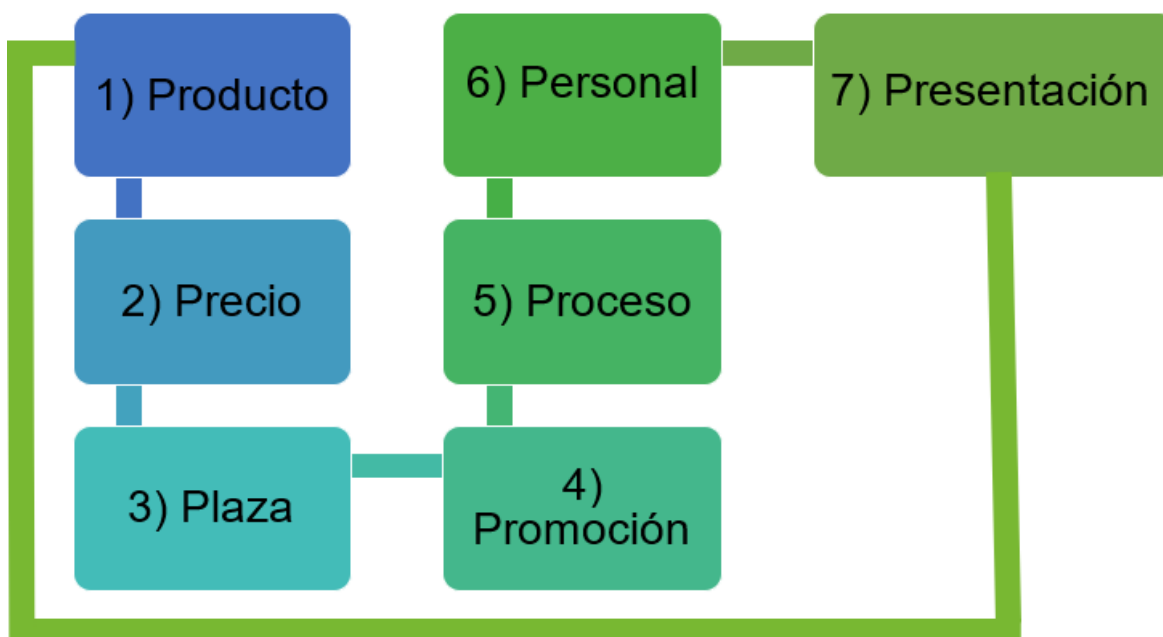 1) Producto
2) Precio
3) Plaza
4)
Promoción
5) Proceso
6) Personal
7) Presentación